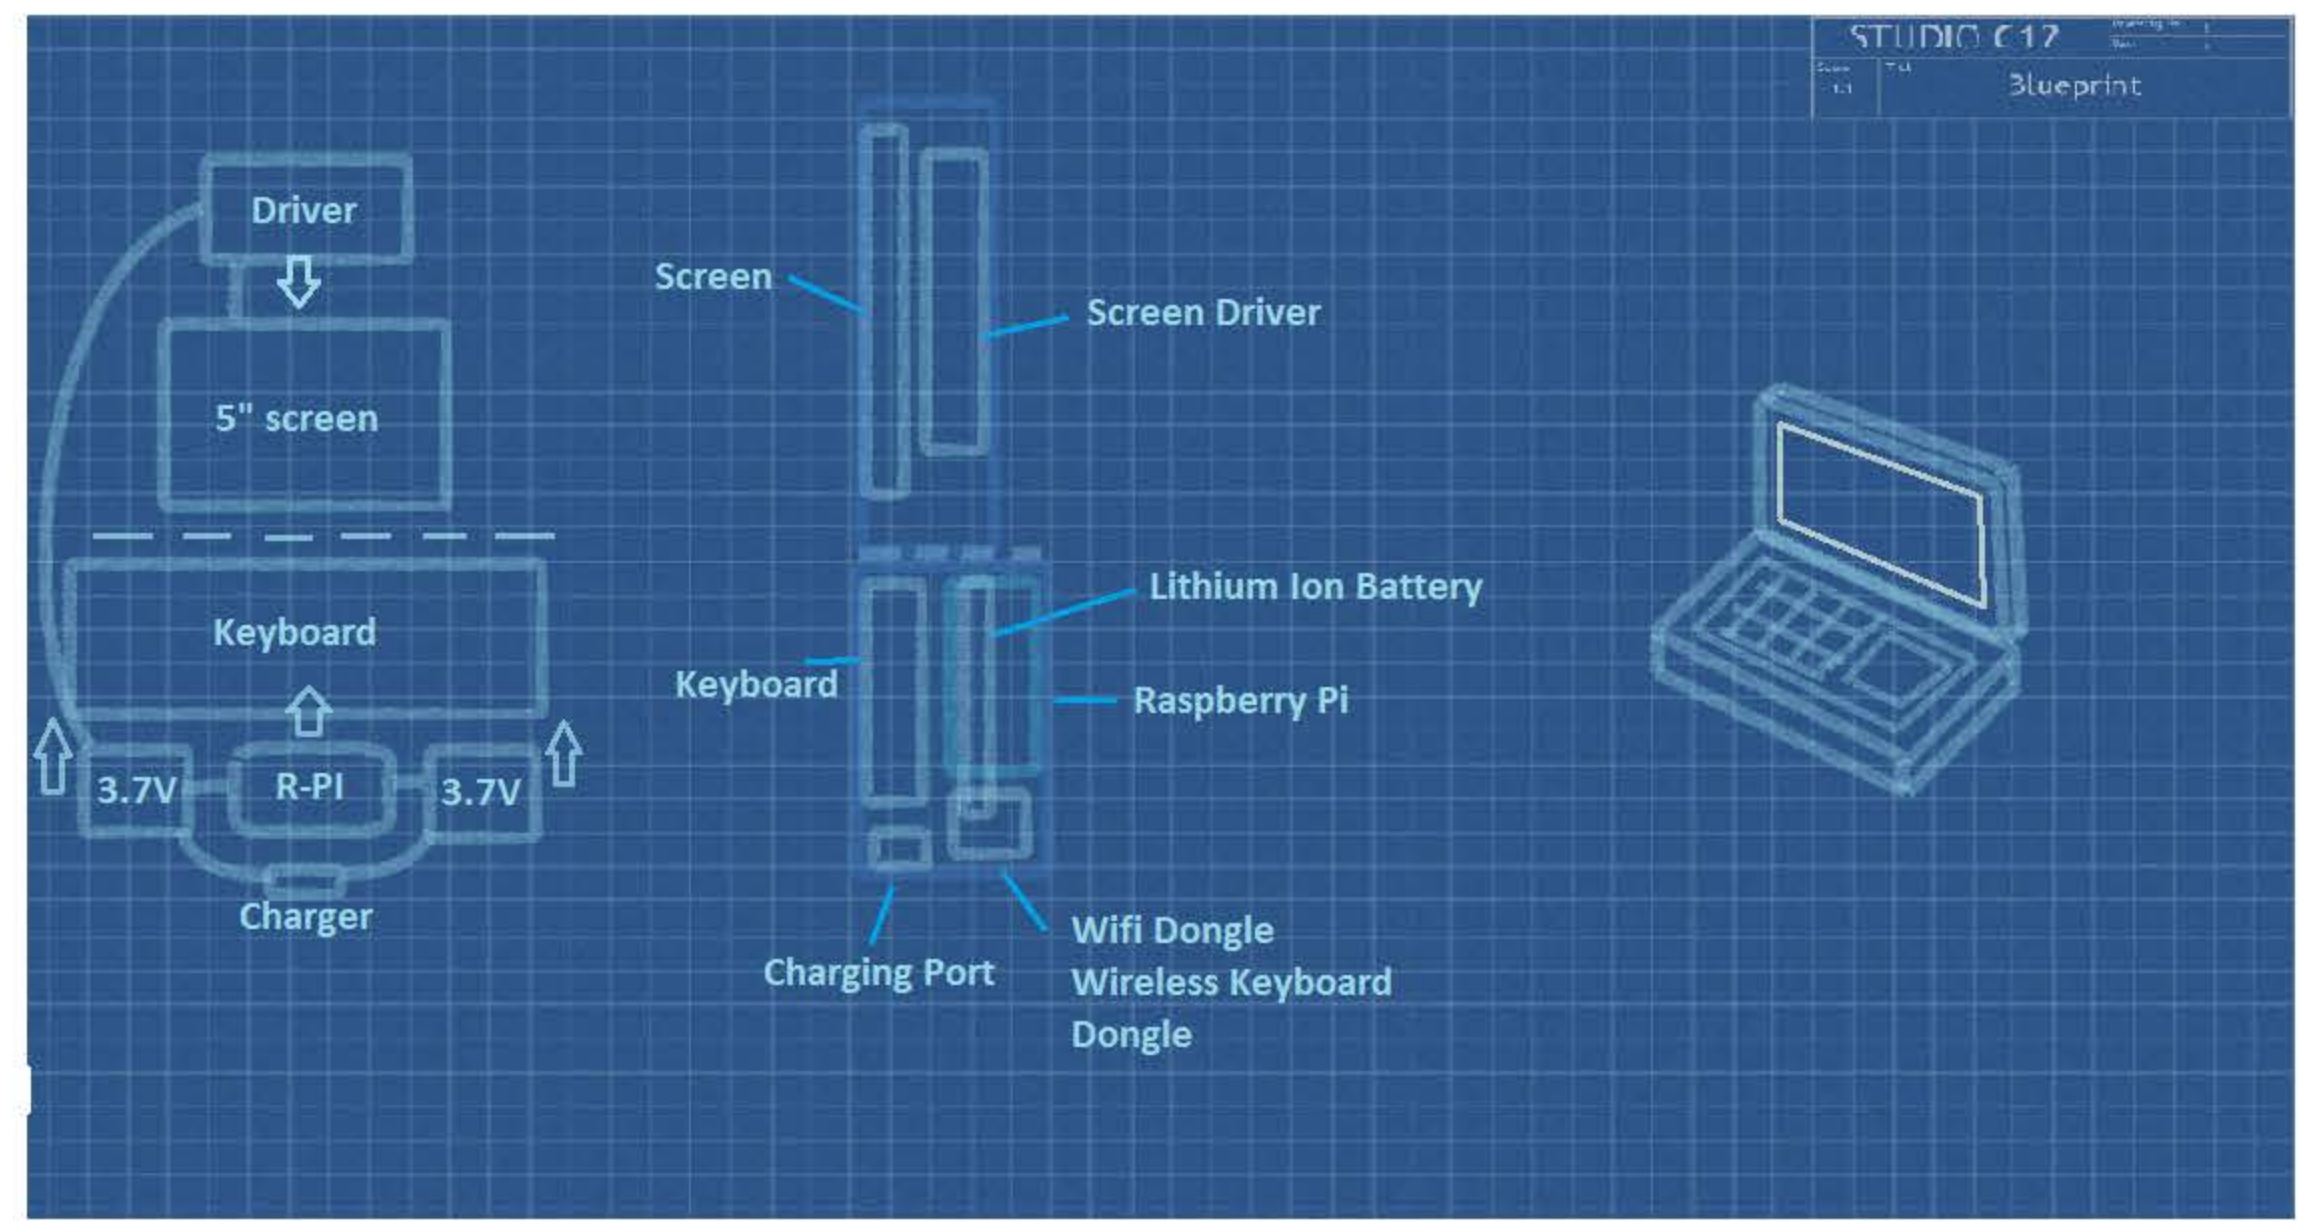 STUDIO C17
Blueprint
Driver
5" screen
Keyboard
3.7V
R-PI
3.7V
Charger
Screen
Screen Driver
Lithium Ion Battery
Keyboard
Raspberry Pi
Charging Port
Wifi Dongle
Wireless Keyboard
Dongle